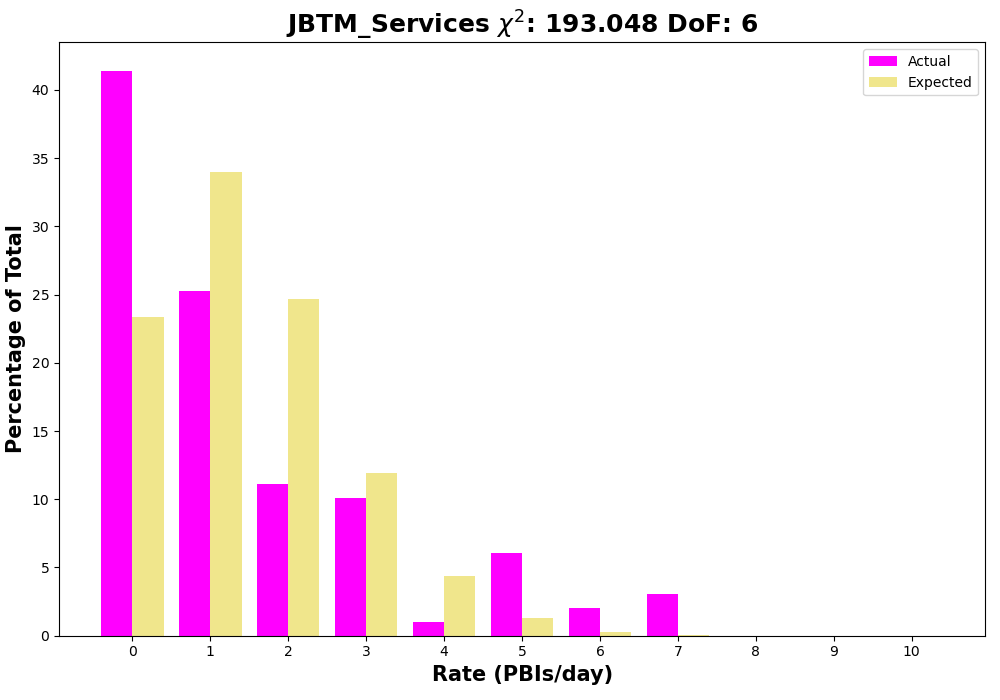 JBTM_Services χ²: 193.048 DoF: 6
Actual
Expected
Percentage of Total
40
35
30
25
20
15
10
5
0
0 1 2 3 4 5 6 7 8 9 10
Rate (PBIs/day)